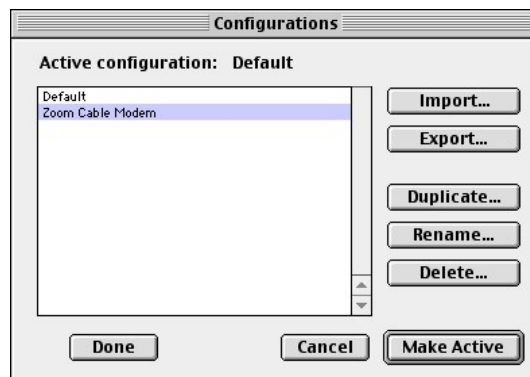 Configurations
Active configuration: Default
Default
Zoom Cable Modem
Import...
Export...
Duplicate...
Rename...
Delete...
Done
Cancel
Make Active